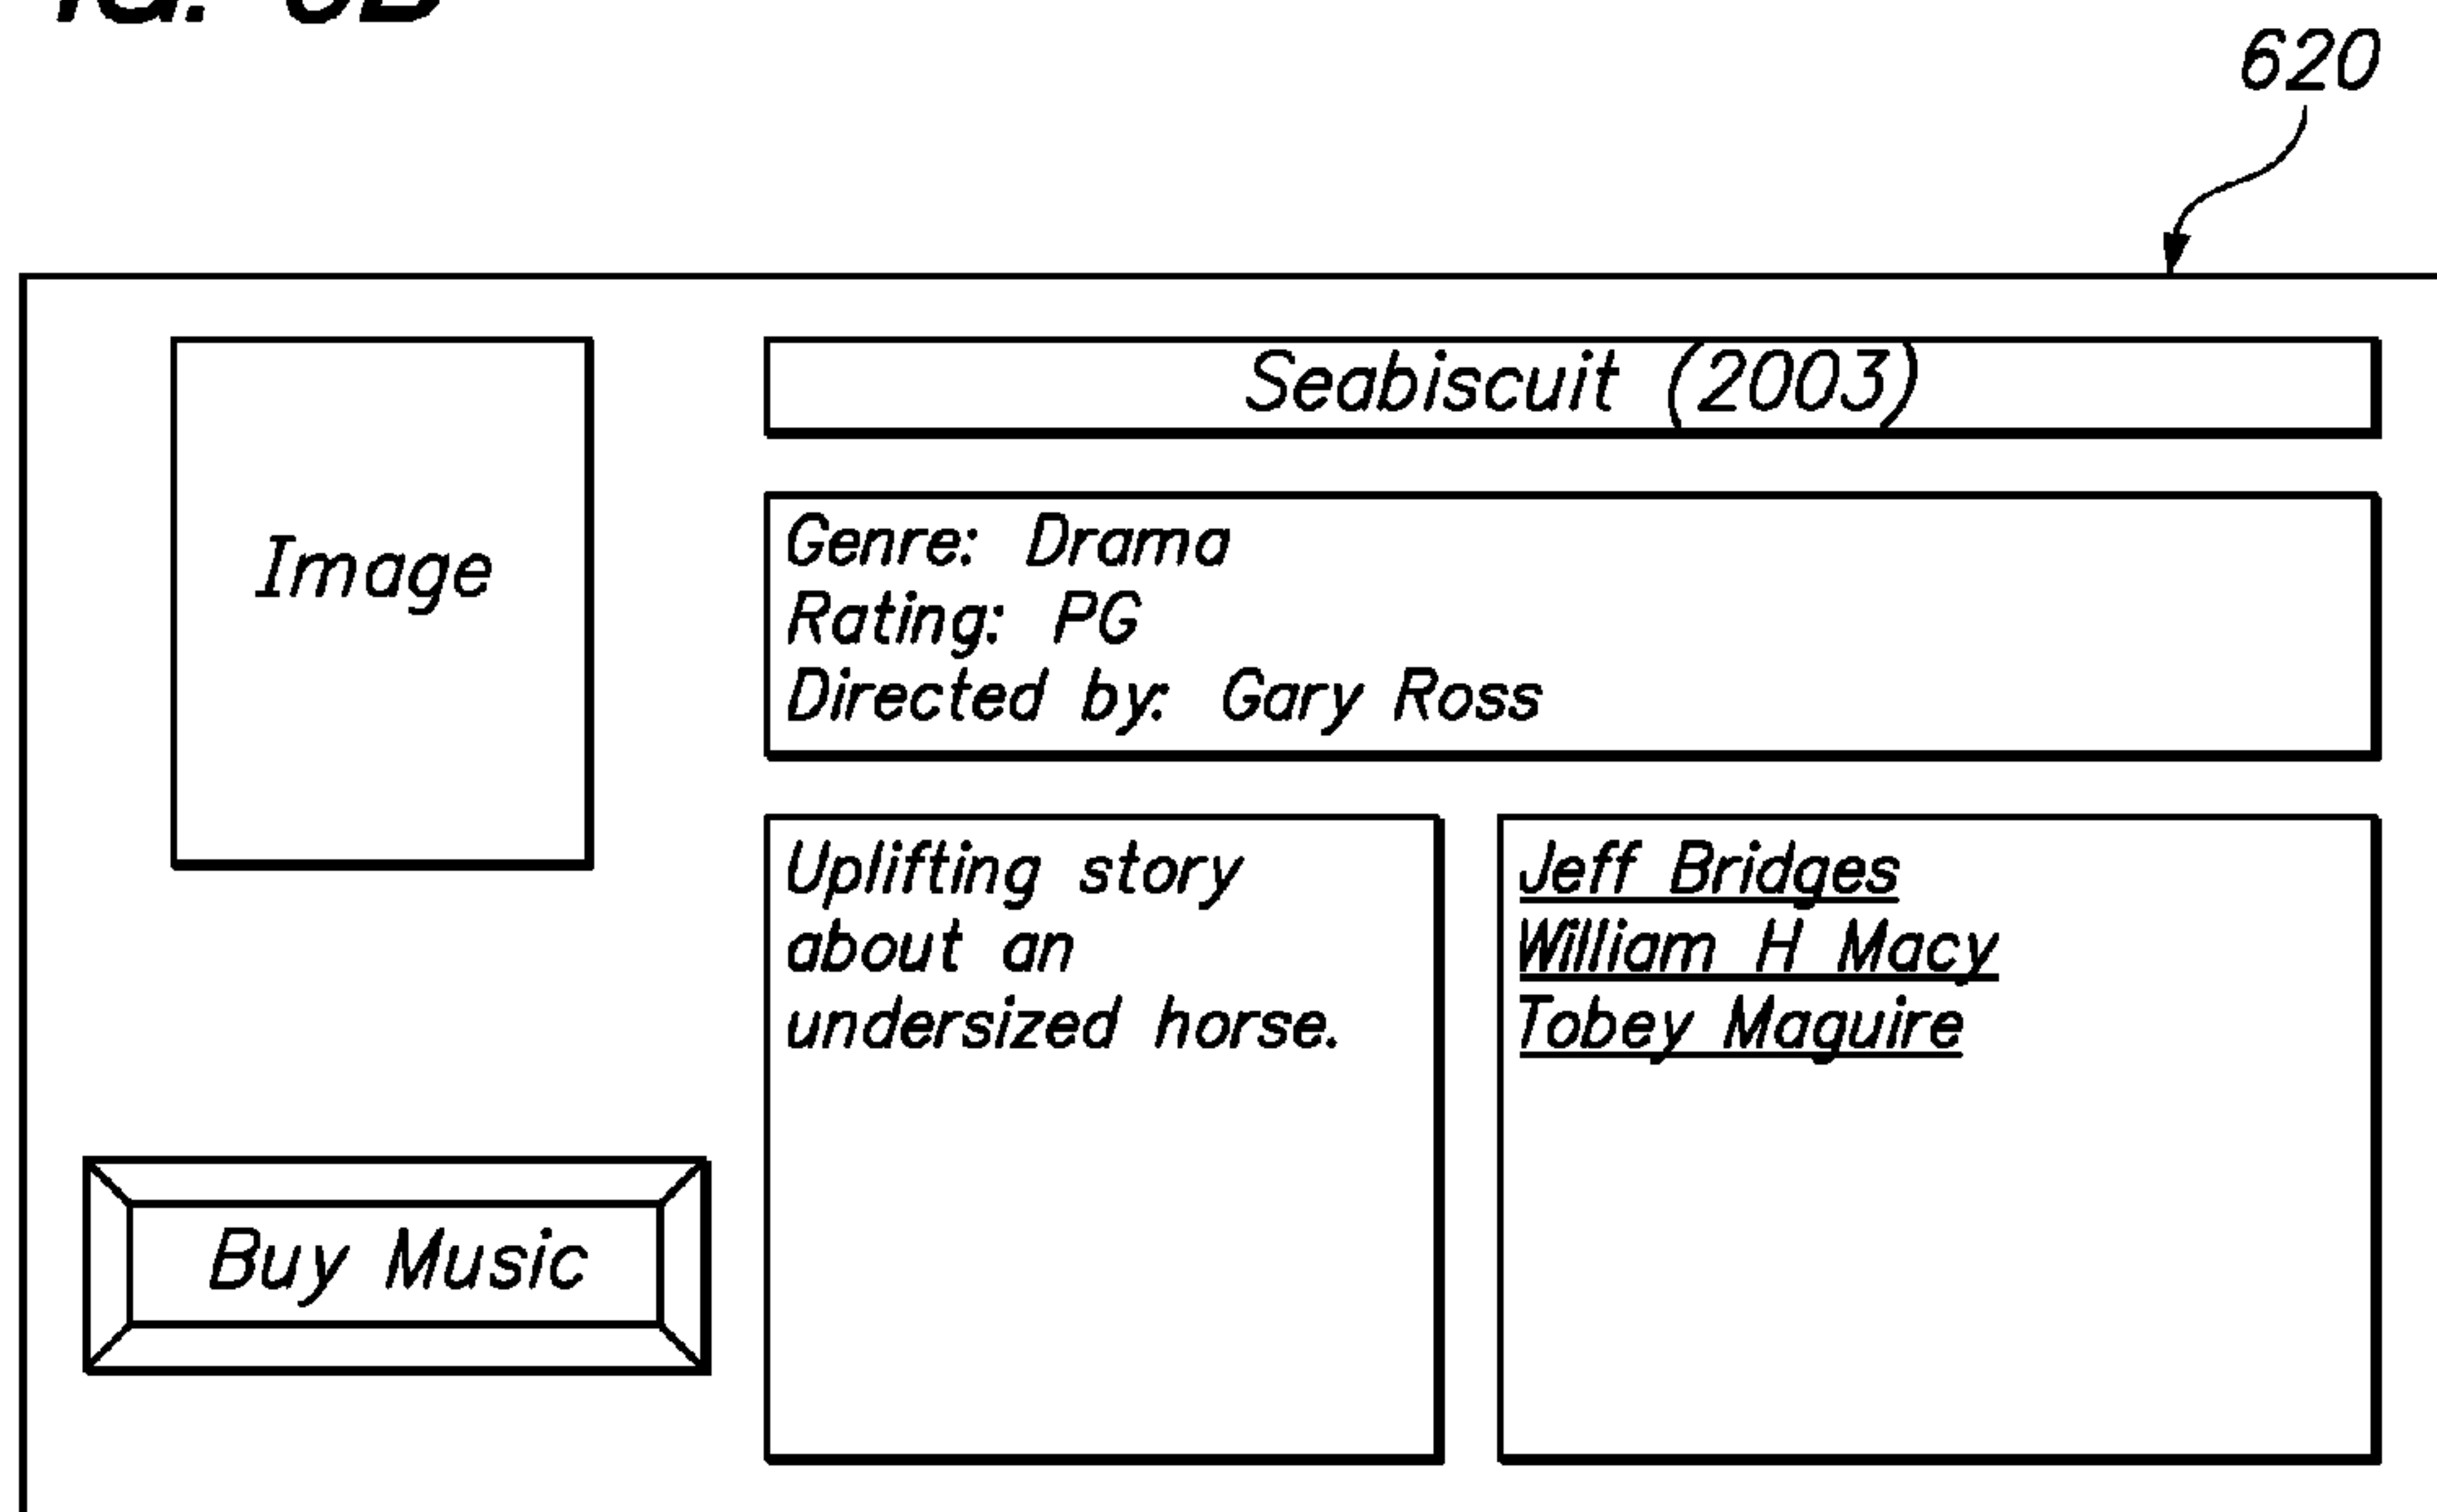 620
Image
Seabiscuit (2003)
Genre: Drama
Rating: PG
Directed by: Gary Ross
Uplifting story
about an
undersized horse.
Jeff Bridges
William H Macy
Tobey Maguire
Buy Music